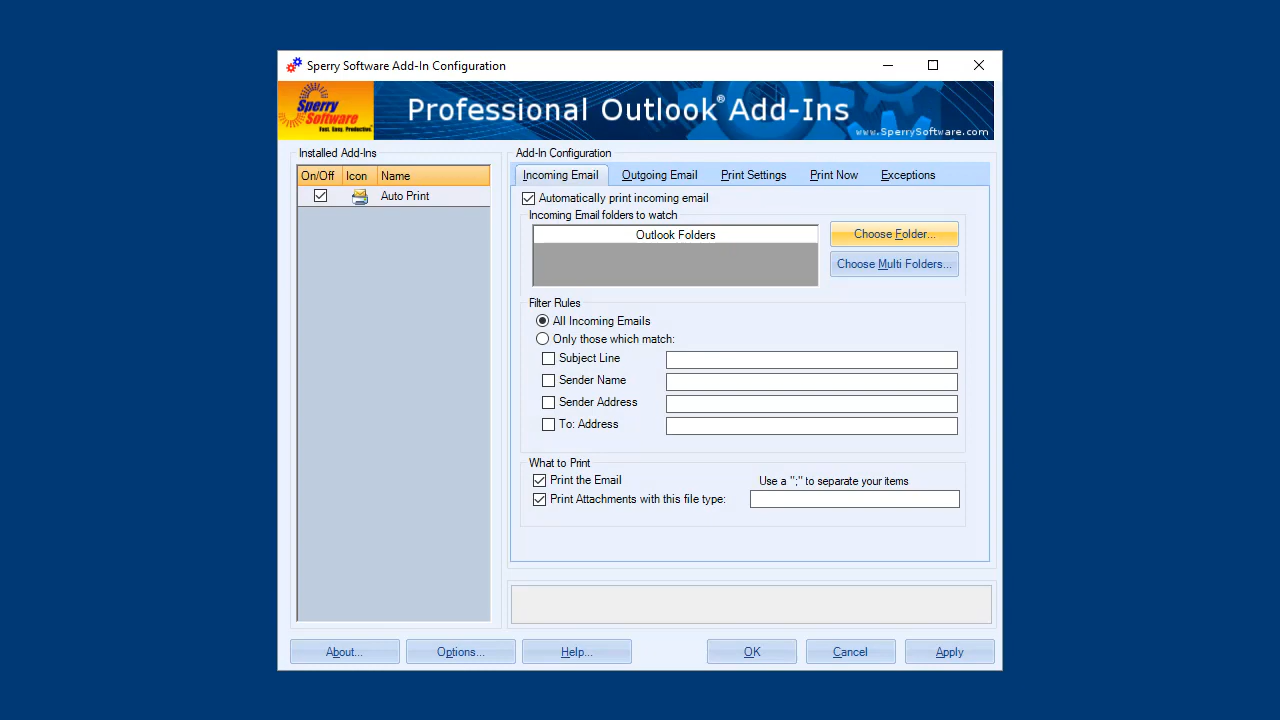 Sperry Software Add-In Configuration
Sperry
Software
Fast. Easy. Productive.
Professional Outlook® Add-Ins
www.SperrySoftware.com
Installed Add-Ins
On/Off Icon Name
Auto Print
Add-In Configuration
Incoming Email Outgoing Email Print Settings Print Now Exceptions
Automatically print incoming email
Incoming Email folders to watch
Outlook Folders
Choose Folder...
Choose Multi Folders...
Filter Rules
All Incoming Emails
Only those which match:
Subject Line
Sender Name
Sender Address
To: Address
What to Print
Print the Email
Use a ";" to separate your items
Print Attachments with this file type:
About... Options... Help... OK Cancel Apply